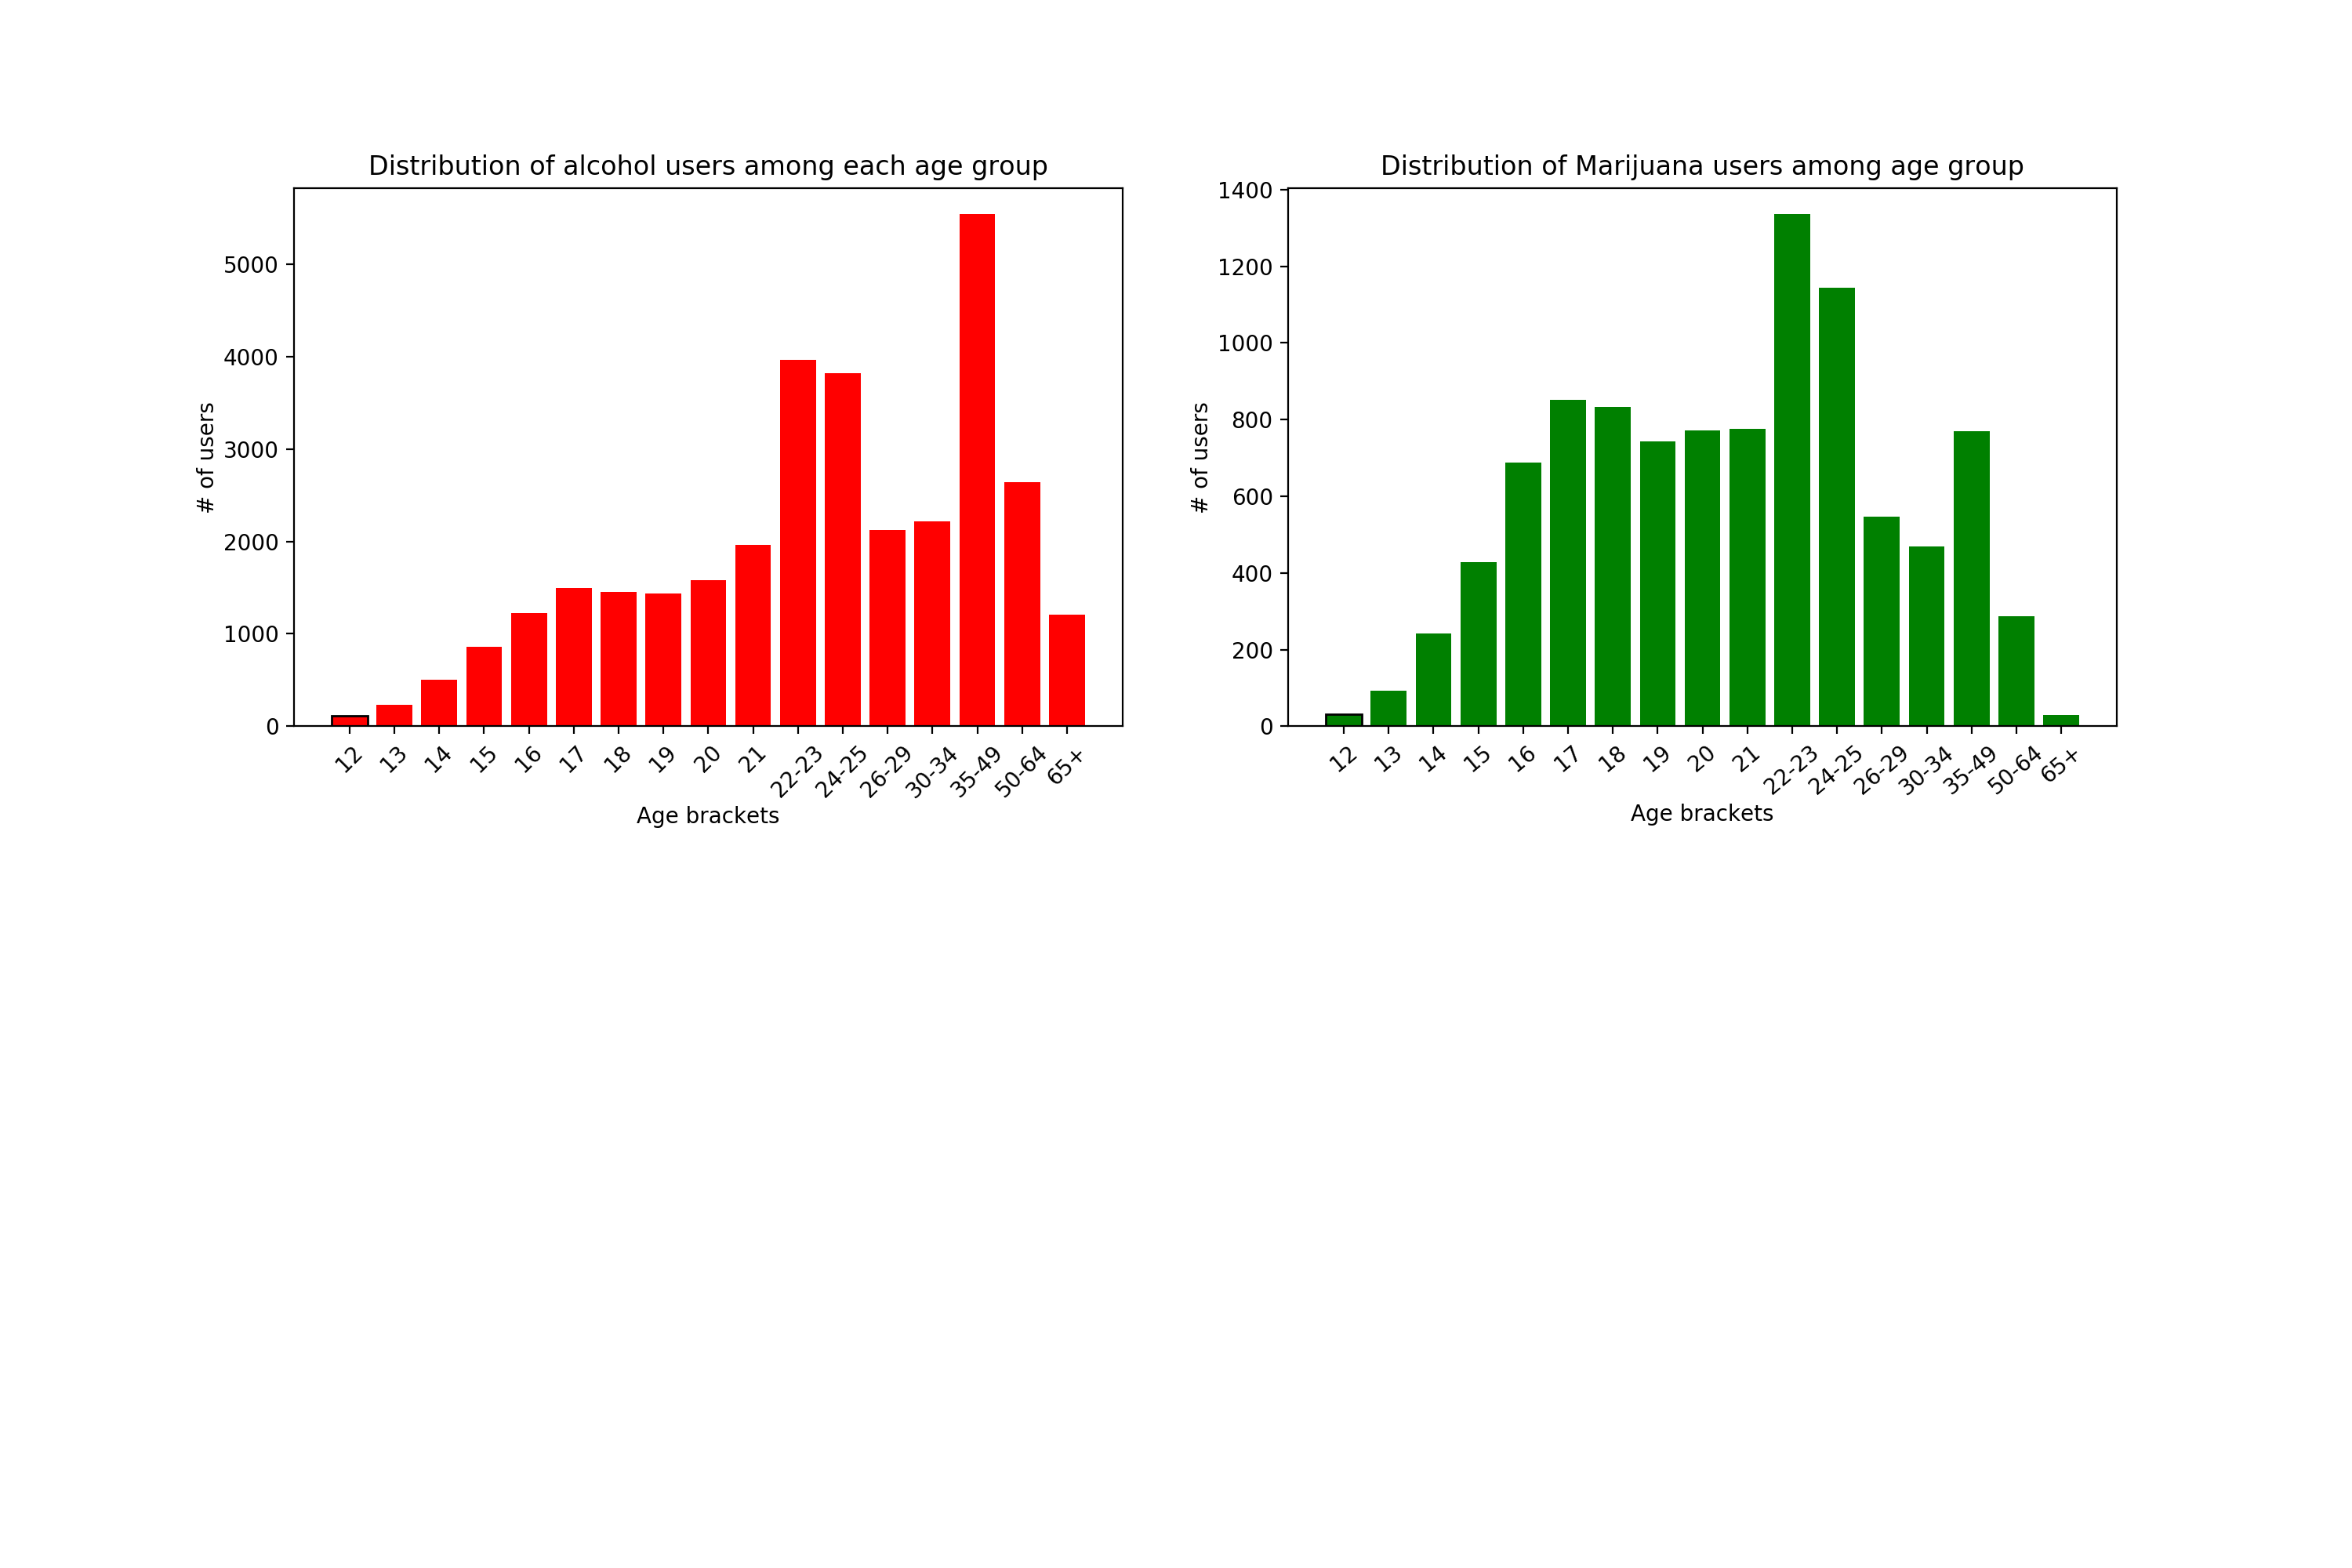 Distribution of alcohol users among each age group
5000
4000
3000
2000
1000
0
# of users
12 13 14 15 16 17 18 19 20 21 22-23 24-25 26-29 30-34 35-49 50-64 65+
Age brackets
Distribution of Marijuana users among age group
1400
1200
1000
800
600
400
200
0
# of users
12 13 14 15 16 17 18 19 20 21 22-23 24-25 26-29 30-34 35-49 50-64 65+
Age brackets